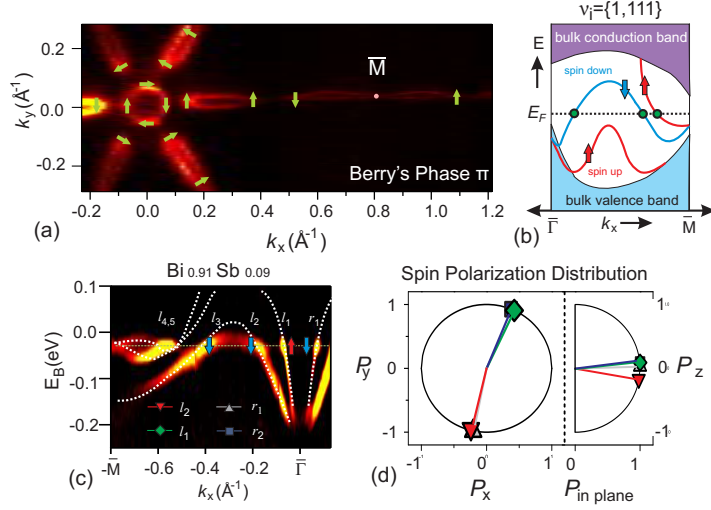 (a)
k_y(Å⁻¹)
0.2
0.0
-0.2
M̅
Berry's Phase π
-0.2 0.0 0.2 0.4 0.6 0.8 1.0 1.2
k_x(Å⁻¹)
ν_i={1,111}
(b)
E
bulk conduction band
spin down
E_F
spin up
bulk valence band
Γ̅ k_x M̅
Bi 0.91 Sb 0.09
E_B(eV)
0.1
-0.0
-0.1
-0.2
l_4,5 l_3 l_2 l_1 r_1
l_2 r_1
l_1 r_2
(c)
-M̅ -0.6 -0.4 -0.2 Γ̅
k_x(Å⁻¹)
Spin Polarization Distribution
P_y
1
0
-1
-1 0 1
P_x
P_z
1
0
-1
0 1
P_in plane
(d)